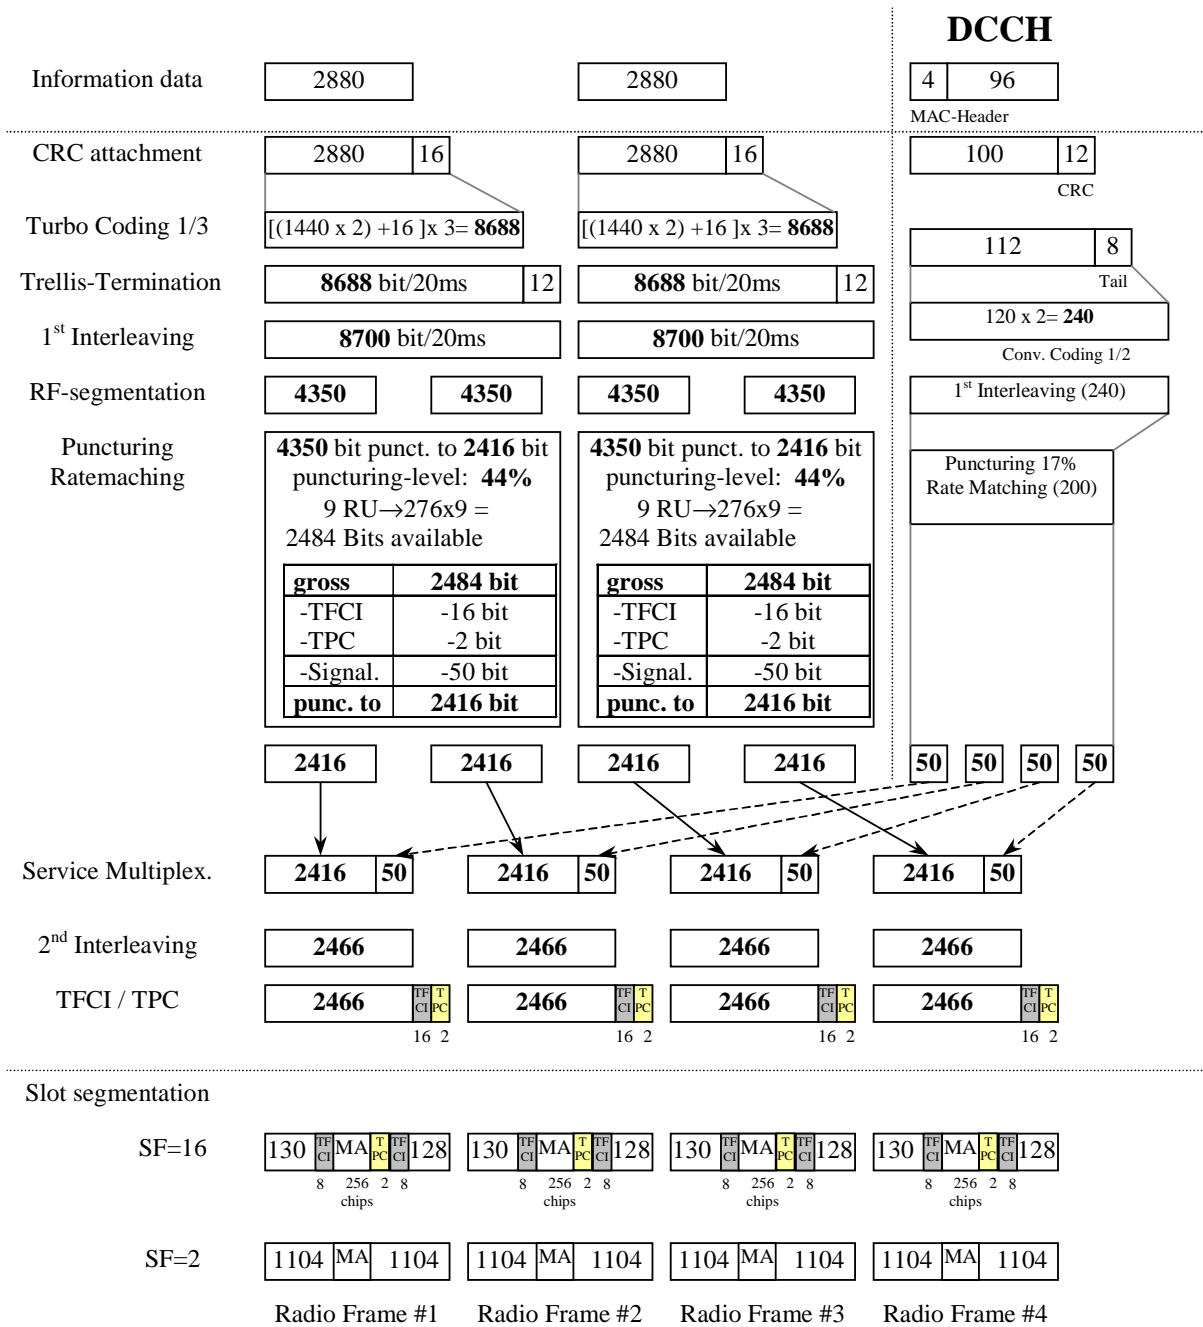 DCCH
Information data 2880 2880 4 96
MAC-Header
CRC attachment 2880 16 2880 16 100 12
CRC
Turbo Coding 1/3 [(1440 x 2) +16 ]x 3= 8688 [(1440 x 2) +16 ]x 3= 8688
112 8
Trellis-Termination 8688 bit/20ms 12 8688 bit/20ms 12
Tail
120 x 2= 240
1st Interleaving 8700 bit/20ms 8700 bit/20ms
Conv. Coding 1/2
RF-segmentation 4350 4350 4350 4350 1st Interleaving (240)
Puncturing 4350 bit punct. to 2416 bit 4350 bit punct. to 2416 bit
Ratemaching puncturing-level: 44% puncturing-level: 44%
Puncturing 17%
Rate Matching (200)
9 RU→276x9 = 9 RU→276x9 =
2484 Bits available 2484 Bits available
gross 2484 bit gross 2484 bit
-TFCI -16 bit -TFCI -16 bit
-TPC -2 bit -TPC -2 bit
-Signal. -50 bit -Signal. -50 bit
punc. to 2416 bit punc. to 2416 bit
2416 2416 2416 2416 50 50 50 50
Service Multiplex. 2416 50 2416 50 2416 50 2416 50
2nd Interleaving 2466 2466 2466 2466
TFCI / TPC 2466 TFCI TPC 2466 TFCI TPC 2466 TFCI TPC 2466 TFCI TPC
16 2 16 2 16 2 16 2
Slot segmentation
SF=16 130 TFCI MA TPC TFCI 128 130 TFCI MA TPC TFCI 128 130 TFCI MA TPC TFCI 128 130 TFCI MA TPC TFCI 128
8 256 2 8 8 256 2 8 8 256 2 8 8 256 2 8
chips chips chips chips
SF=2 1104 MA 1104 1104 MA 1104 1104 MA 1104 1104 MA 1104
Radio Frame #1 Radio Frame #2 Radio Frame #3 Radio Frame #4